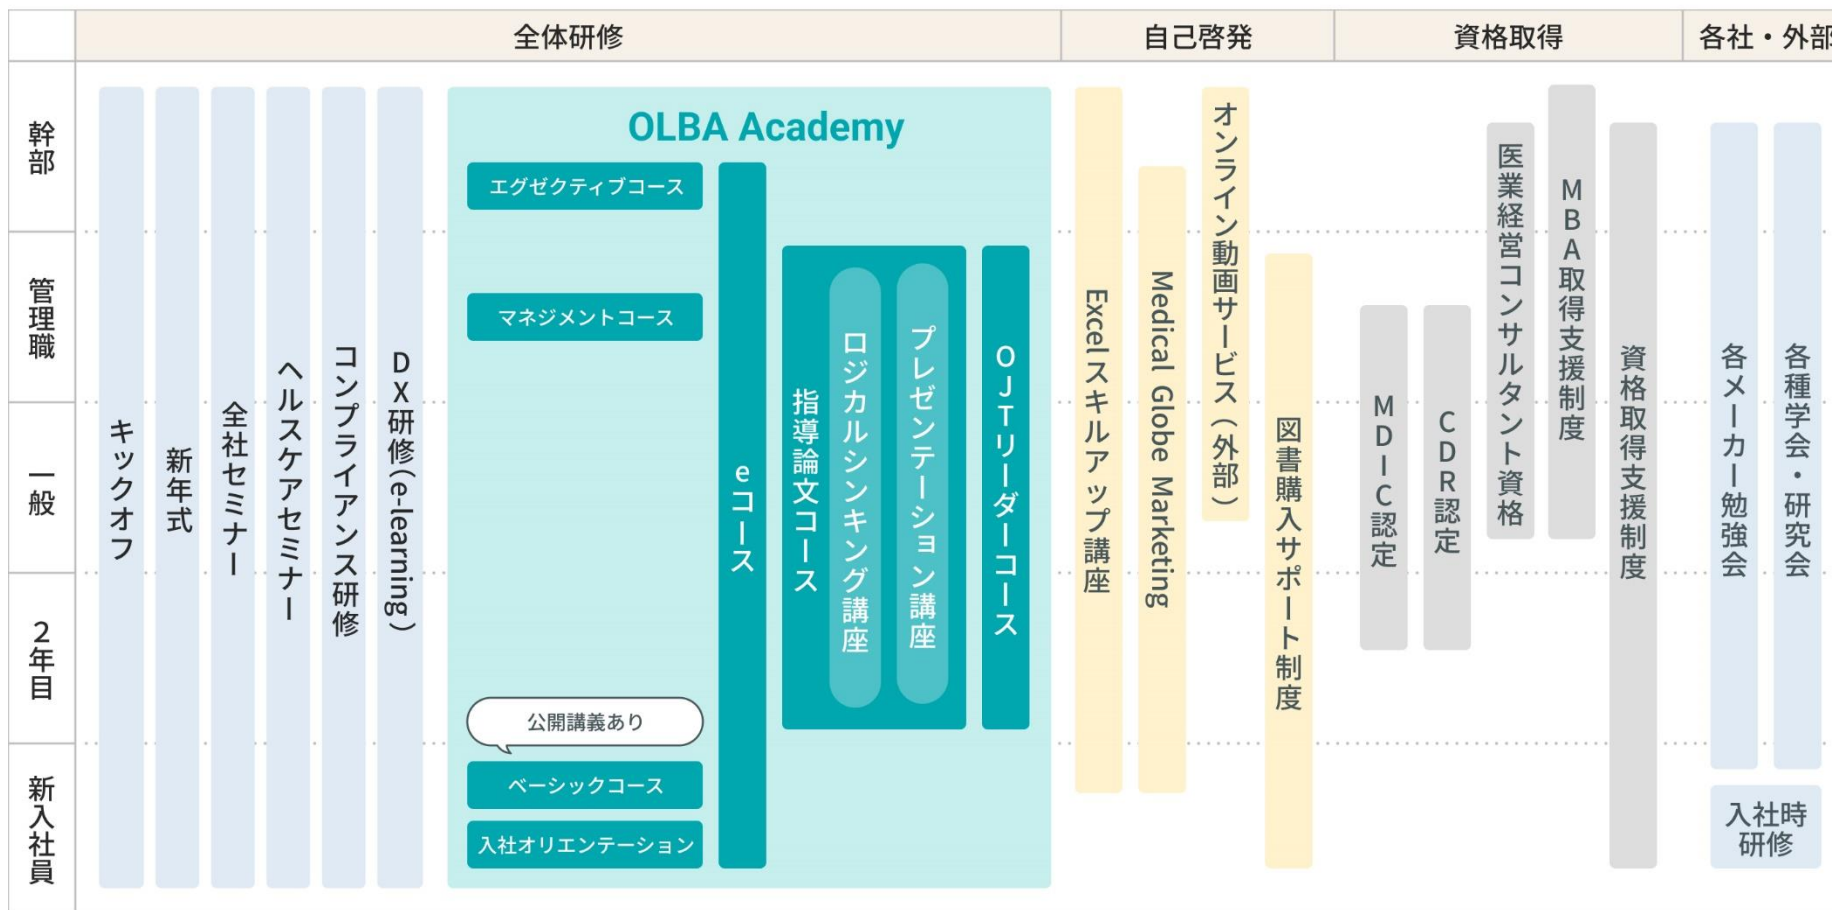 全体研修
自己啓発
資格取得
各社・外部
幹部
管理職
一般
2年目
新入社員
キックオフ
新年式
全社セミナー
ヘルスケアセミナー
コンプライアンス研修
DX研修(e-learning)
OLBA Academy
エグゼクティブコース
マネジメントコース
公開講義あり
ベーシックコース
入社オリエンテーション
eコース
指導論文コース
ロジカルシンキング講座
プレゼンテーション講座
OJTリーダーコース
Excelスキルアップ講座
Medical Globe Marketing
オンライン動画サービス(外部)
図書購入サポート制度
MDIC認定
CDR認定
医業経営コンサルタント資格
MBA取得支援制度
資格取得支援制度
各メーカー勉強会
各種学会・研究会
入社時
研修